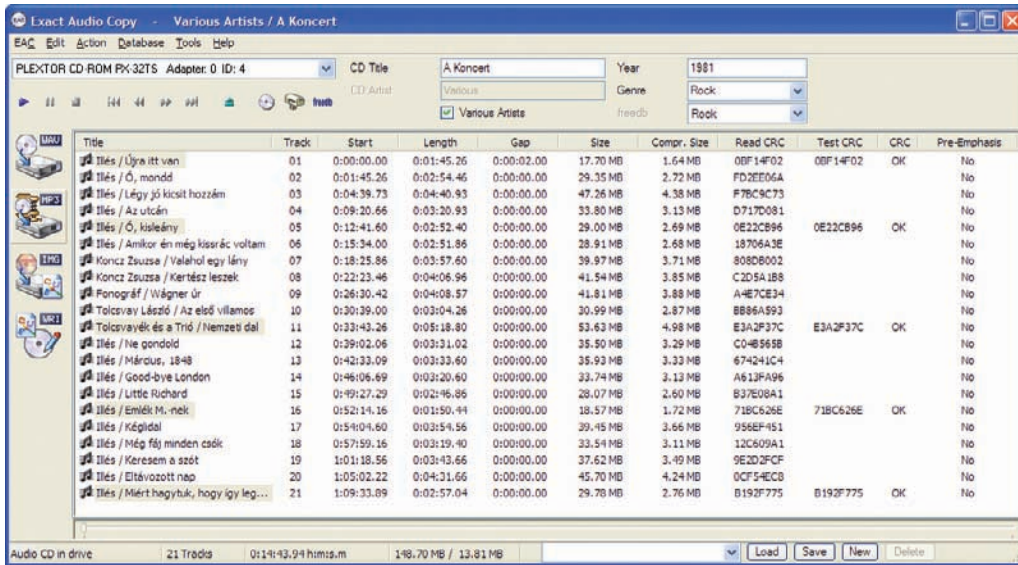 Exact Audio Copy - Various Artists / A Koncert
EAC Edit Action Database Tools Help
PLEXTOR CD-ROM PX-32TS Adapter: 0 ID: 4 CD Title A Koncert Year 1981
CD Artist Various Genre Rock
Various Artists freedb Rock
freedb
WAV
MP3
IMG
WRI
Title Track Start Length Gap Size Compr. Size Read CRC Test CRC CRC Pre-Emphasis
Illés / Újra itt van 01 0:00:00.00 0:01:45.26 0:00:02.00 17.70 MB 1.64 MB 0BF14F02 0BF14F02 OK No
Illés / Ó, mondd 02 0:01:45.26 0:02:54.46 0:00:00.00 29.35 MB 2.72 MB FD2EE06A No
Illés / Légy jó kicsit hozzám 03 0:04:39.73 0:04:40.93 0:00:00.00 47.26 MB 4.38 MB F7BC9C73 No
Illés / Az utcán 04 0:09:20.66 0:03:20.93 0:00:00.00 33.80 MB 3.13 MB D717D081 No
Illés / Ó, kisleány 05 0:12:41.60 0:02:52.40 0:00:00.00 29.00 MB 2.69 MB 0E22CB96 0E22CB96 OK No
Illés / Amikor én még kissrác voltam 06 0:15:34.00 0:02:51.86 0:00:00.00 28.91 MB 2.68 MB 18706A3E No
Koncz Zsuzsa / Valahol egy lány 07 0:18:25.86 0:03:57.60 0:00:00.00 39.97 MB 3.71 MB 808DB002 No
Koncz Zsuzsa / Kertész leszek 08 0:22:23.46 0:04:06.96 0:00:00.00 41.54 MB 3.85 MB C2D5A1B8 No
Fonográf / Wágner úr 09 0:26:30.42 0:04:08.57 0:00:00.00 41.81 MB 3.88 MB A4E7CE34 No
Tolcsvay László / Az első villamos 10 0:30:39.00 0:03:04.26 0:00:00.00 30.99 MB 2.87 MB BB86A593 No
Tolcsvayék és a Trió / Nemzeti dal 11 0:33:43.26 0:05:18.80 0:00:00.00 53.63 MB 4.98 MB E3A2F37C E3A2F37C OK No
Illés / Ne gondold 12 0:39:02.06 0:03:31.02 0:00:00.00 35.50 MB 3.29 MB C04B565B No
Illés / Március, 1848 13 0:42:33.09 0:03:33.60 0:00:00.00 35.93 MB 3.33 MB 674241C4 No
Illés / Good-bye London 14 0:46:06.69 0:03:20.60 0:00:00.00 33.74 MB 3.13 MB A613FA96 No
Illés / Little Richard 15 0:49:27.29 0:02:46.86 0:00:00.00 28.07 MB 2.60 MB B37E08A1 No
Illés / Emlék M.-nek 16 0:52:14.16 0:01:50.44 0:00:00.00 18.57 MB 1.72 MB 71BC626E 71BC626E OK No
Illés / Kéglidal 17 0:54:04.60 0:03:54.56 0:00:00.00 39.45 MB 3.66 MB 956EF451 No
Illés / Még fáj minden csók 18 0:57:59.16 0:03:19.40 0:00:00.00 33.54 MB 3.11 MB 12C609A1 No
Illés / Keresem a szót 19 1:01:18.56 0:03:43.66 0:00:00.00 37.62 MB 3.49 MB 9E2D2FCF No
Illés / Eltávozott nap 20 1:05:02.22 0:04:31.66 0:00:00.00 45.70 MB 4.24 MB 0CF54ECB No
Illés / Miért hagytuk, hogy így leg... 21 1:09:33.89 0:02:57.04 0:00:00.00 29.78 MB 2.76 MB B192F775 B192F775 OK No
Audio CD in drive 21 Tracks 0:14:43.94 h:m:s.m 148.70 MB / 13.81 MB Load Save New Delete